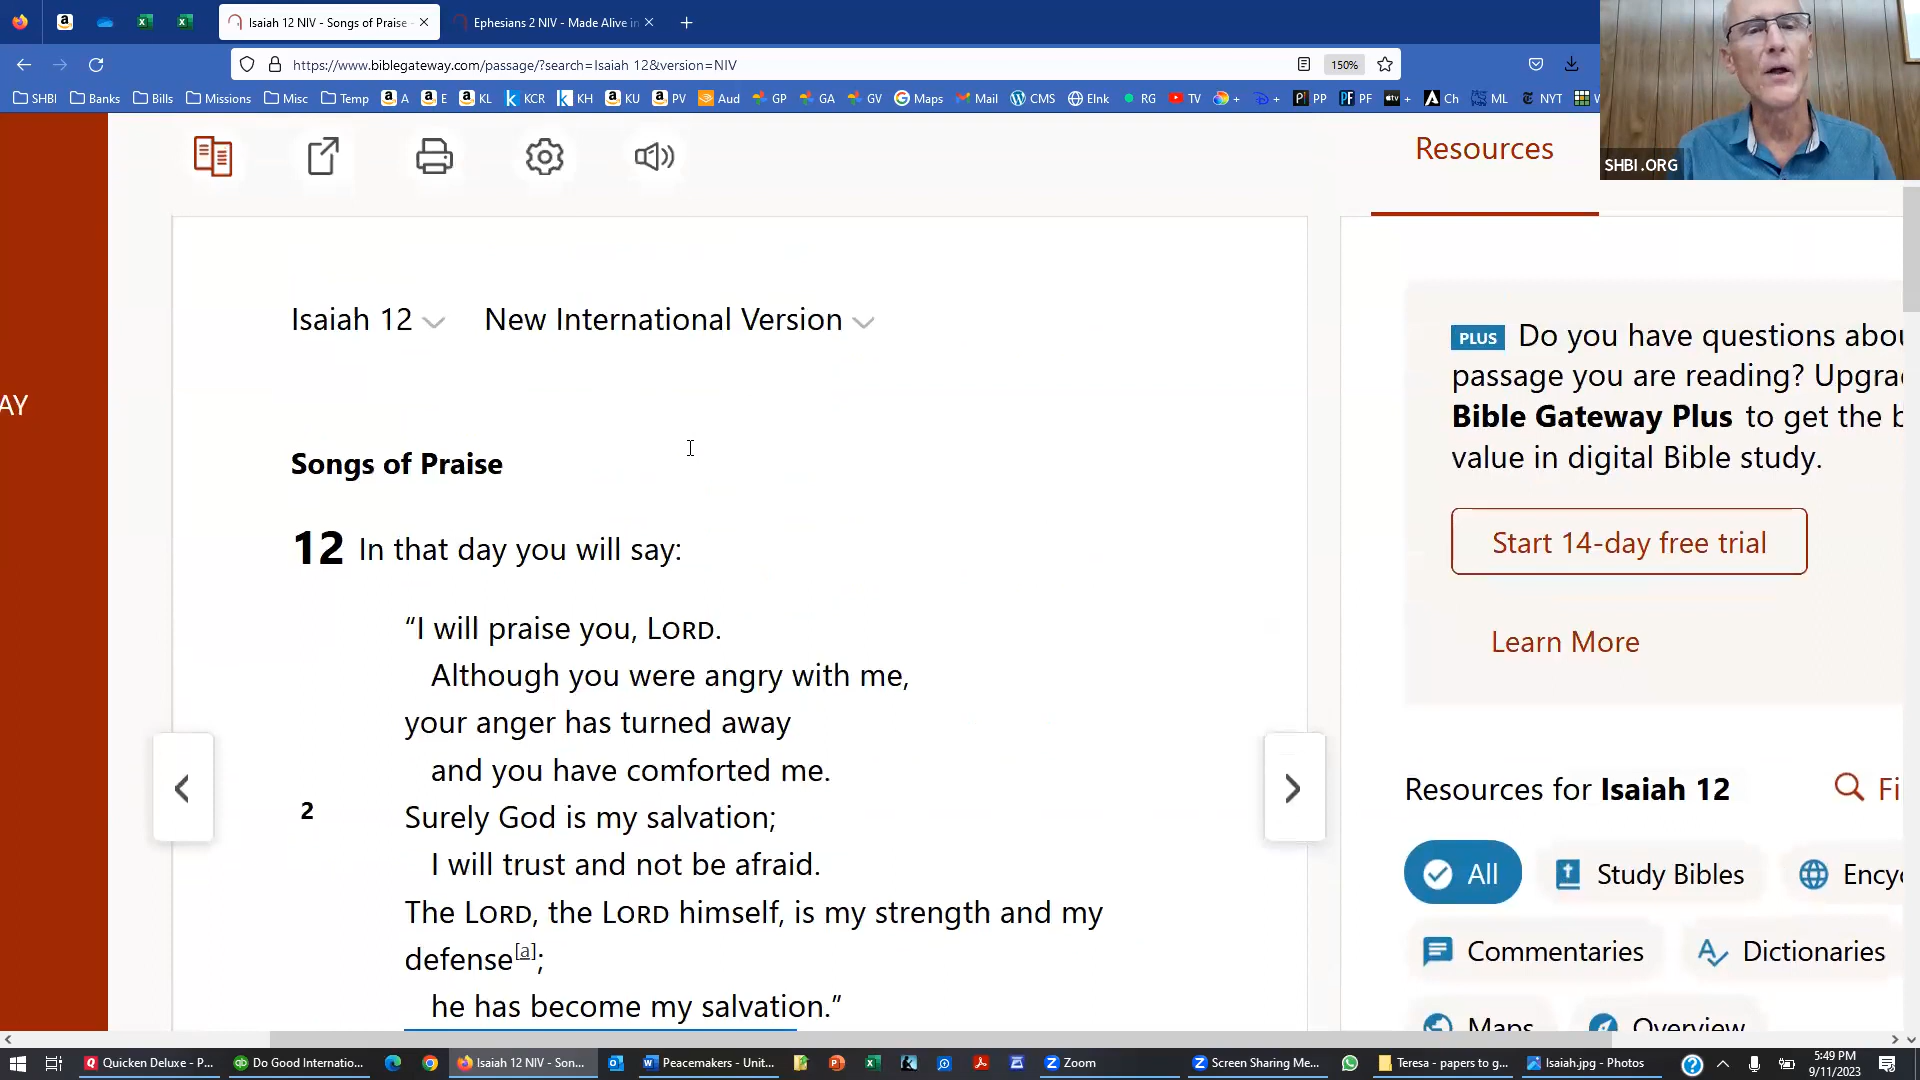 Isaiah 12 NIV - Songs of Praise -
Ephesians 2 NIV - Made Alive in
https://www.biblegateway.com/passage/?search=Isaiah 12&version=NIV
150%
SHBI
Banks
Bills
Missions
Misc
Temp
A
E
KL
KCR
KH
KU
PV
Aud
GP
GA
GV
Maps
Mail
CMS
EInk
RG
TV
+
+
PP
PF
+
Ch
ML
NYT
SHBI.ORG
Resources
AY
Isaiah 12
New International Version
Songs of Praise
12 In that day you will say:
“I will praise you, LORD.
Although you were angry with me,
your anger has turned away
and you have comforted me.
2 Surely God is my salvation;
I will trust and not be afraid.
The LORD, the LORD himself, is my strength and my
defense[a];
he has become my salvation.”
PLUS Do you have questions abou
passage you are reading? Upgra
Bible Gateway Plus to get the b
value in digital Bible study.
Start 14-day free trial
Learn More
Resources for Isaiah 12
Fi
All
Study Bibles
Ency
Commentaries
Dictionaries
Maps
Overview
Quicken Deluxe - P...
Do Good Internatio...
Isaiah 12 NIV - Son...
Peacemakers - Unit...
Zoom
Screen Sharing Me...
Teresa - papers to g...
Isaiah.jpg - Photos
5:49 PM
9/11/2023